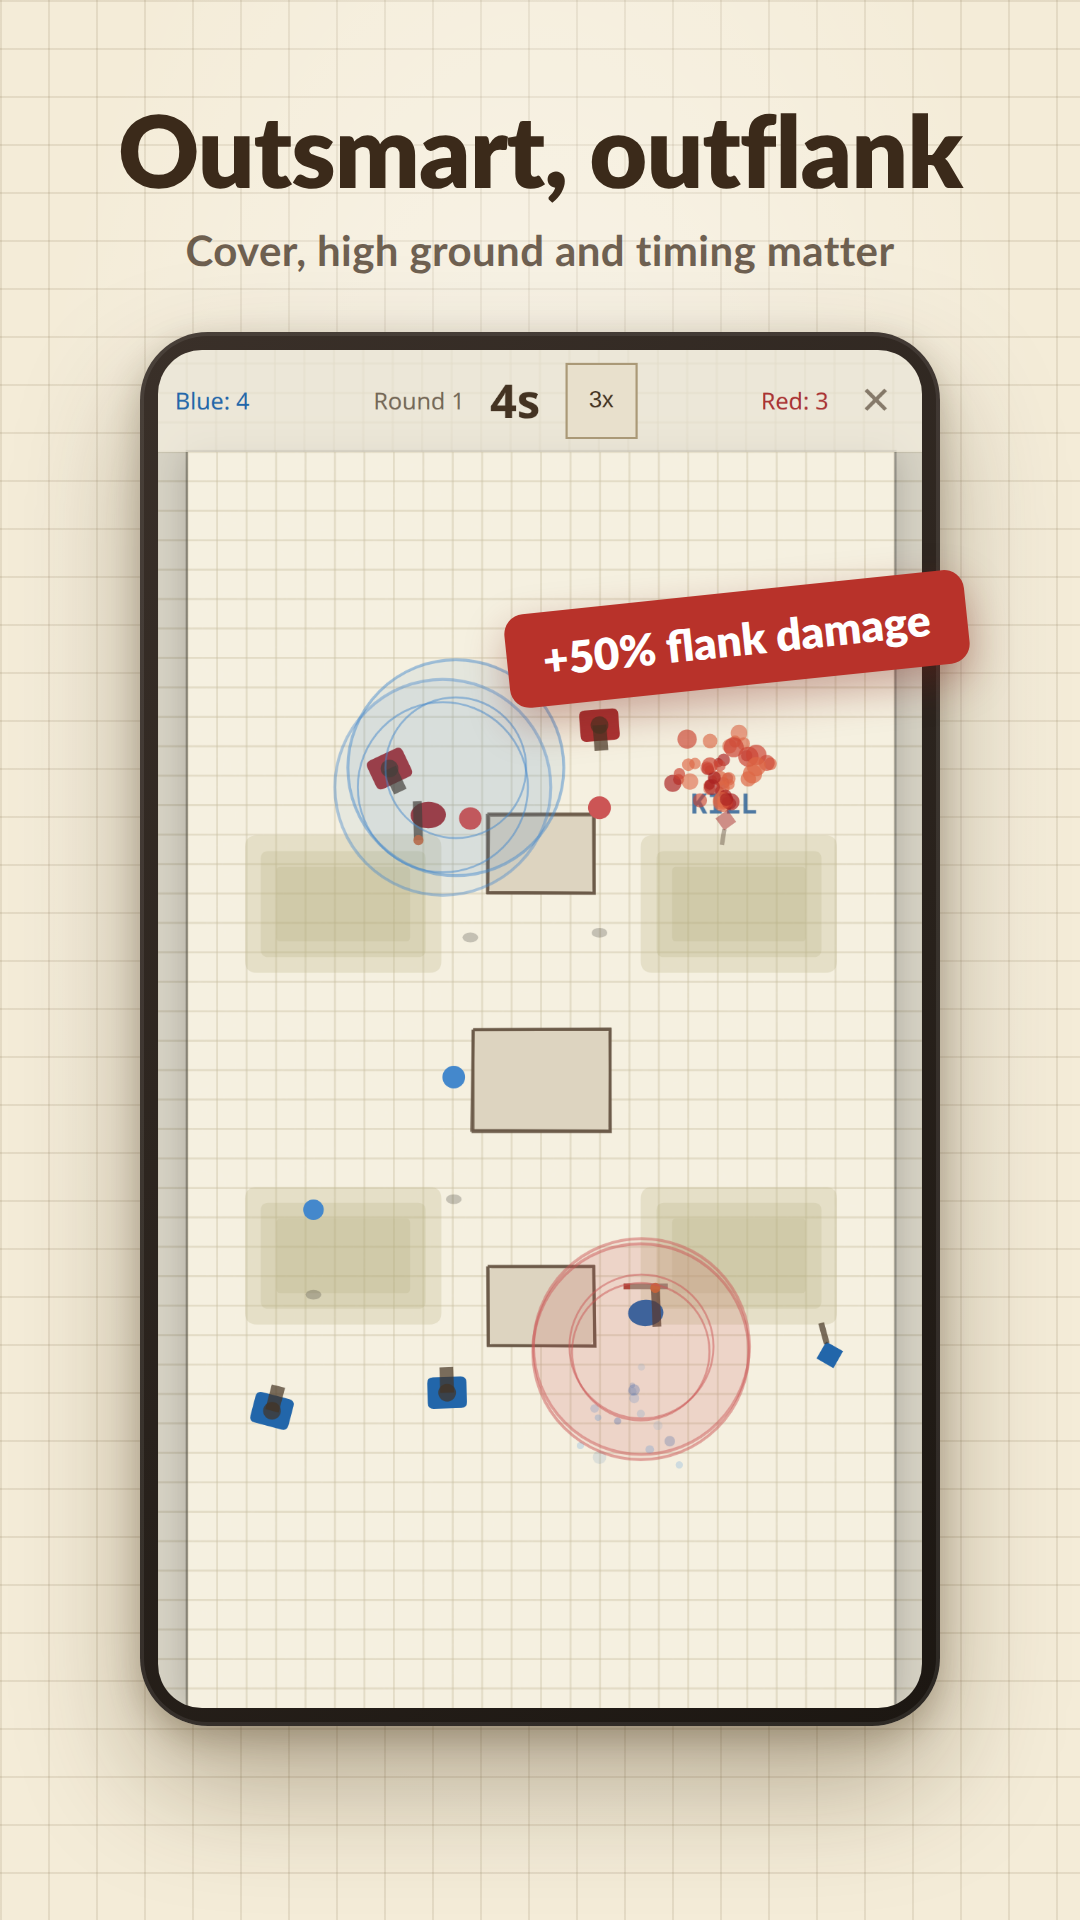 Outsmart, outflank
Cover, high ground and timing matter
Blue: 4 Round 1 4s 3x Red: 3 ✕
+50% flank damage
KILL